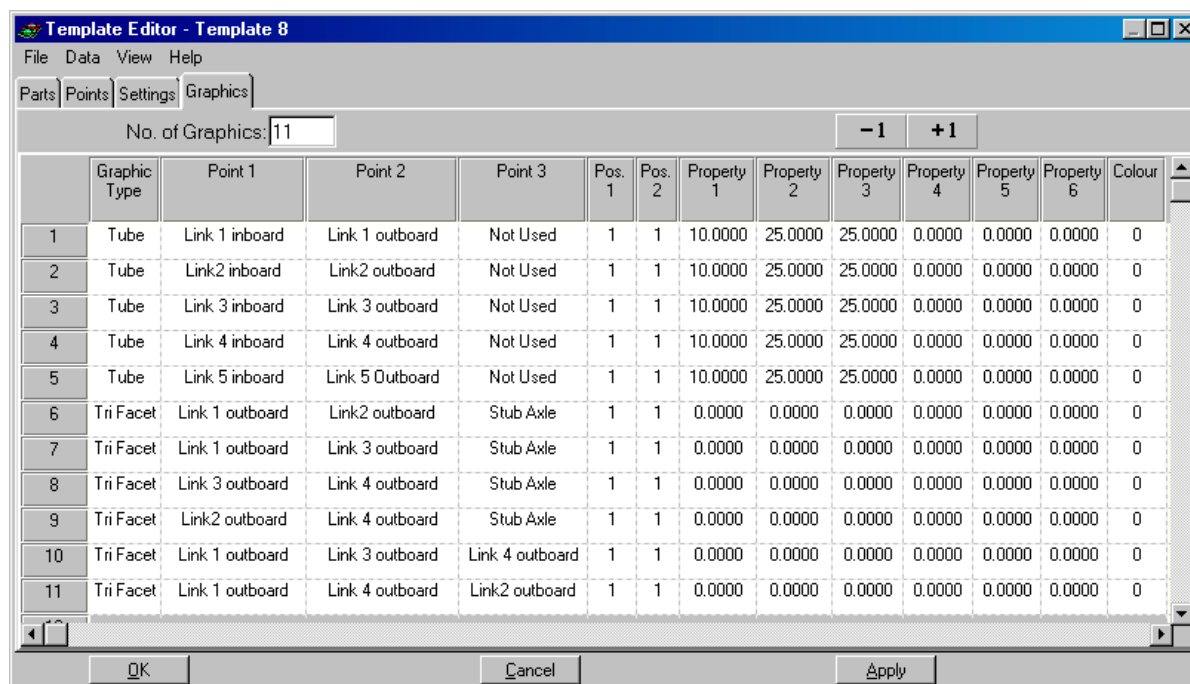 Template Editor - Template 8
File Data View Help
Parts Points Settings Graphics
No. of Graphics: 11 -1 +1
Graphic Type Point 1 Point 2 Point 3 Pos. 1 Pos. 2 Property 1 Property 2 Property 3 Property 4 Property 5 Property 6 Colour
1 Tube Link 1 inboard Link 1 outboard Not Used 1 1 10.0000 25.0000 25.0000 0.0000 0.0000 0.0000 0
2 Tube Link2 inboard Link2 outboard Not Used 1 1 10.0000 25.0000 25.0000 0.0000 0.0000 0.0000 0
3 Tube Link 3 inboard Link 3 outboard Not Used 1 1 10.0000 25.0000 25.0000 0.0000 0.0000 0.0000 0
4 Tube Link 4 inboard Link 4 outboard Not Used 1 1 10.0000 25.0000 25.0000 0.0000 0.0000 0.0000 0
5 Tube Link 5 inboard Link 5 Outboard Not Used 1 1 10.0000 25.0000 25.0000 0.0000 0.0000 0.0000 0
6 Tri Facet Link 1 outboard Link2 outboard Stub Axle 1 1 0.0000 0.0000 0.0000 0.0000 0.0000 0.0000 0
7 Tri Facet Link 1 outboard Link 3 outboard Stub Axle 1 1 0.0000 0.0000 0.0000 0.0000 0.0000 0.0000 0
8 Tri Facet Link 3 outboard Link 4 outboard Stub Axle 1 1 0.0000 0.0000 0.0000 0.0000 0.0000 0.0000 0
9 Tri Facet Link2 outboard Link 4 outboard Stub Axle 1 1 0.0000 0.0000 0.0000 0.0000 0.0000 0.0000 0
10 Tri Facet Link 1 outboard Link 3 outboard Link 4 outboard 1 1 0.0000 0.0000 0.0000 0.0000 0.0000 0.0000 0
11 Tri Facet Link 1 outboard Link 4 outboard Link2 outboard 1 1 0.0000 0.0000 0.0000 0.0000 0.0000 0.0000 0
OK Cancel Apply